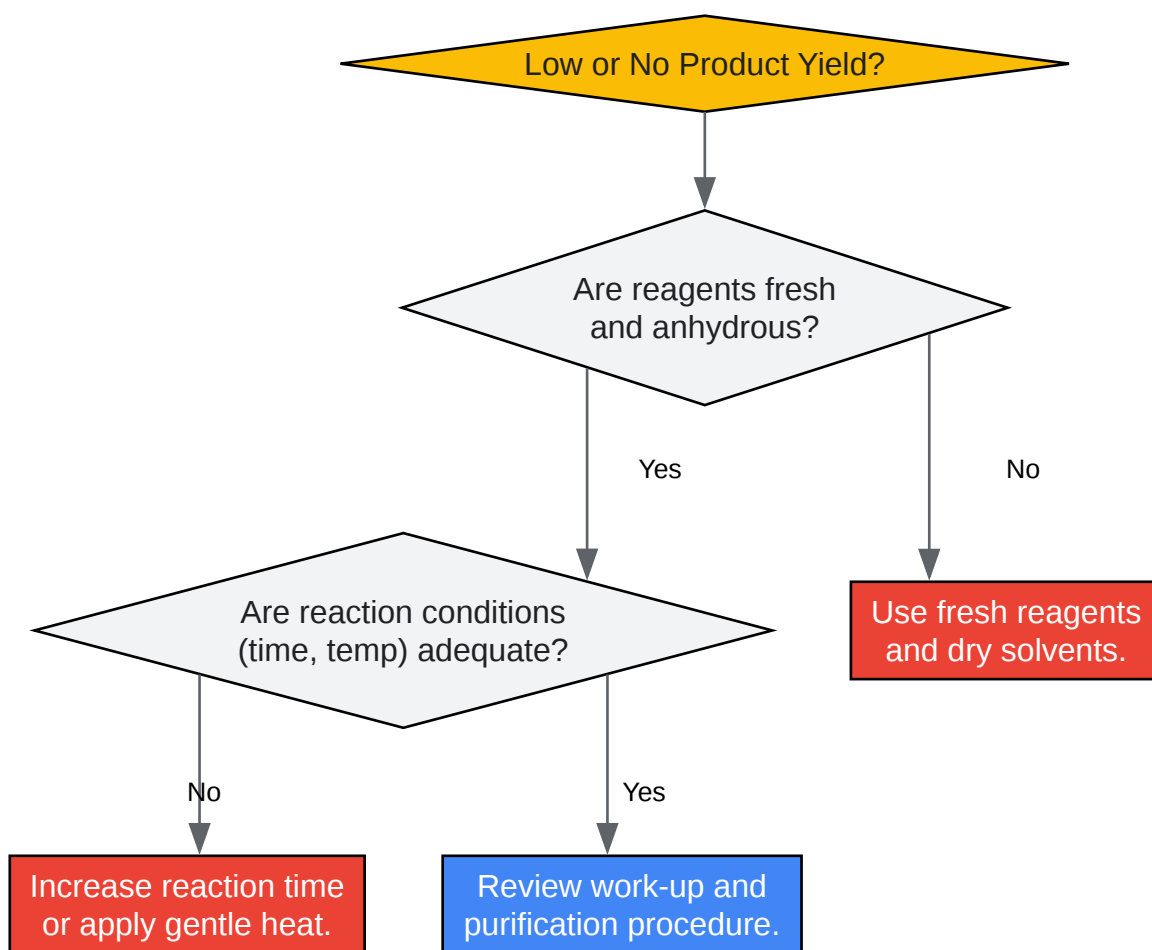 Low or No Product Yield?
Are reagents fresh
and anhydrous?
Yes
No
Are reaction conditions
(time, temp) adequate?
Use fresh reagents
and dry solvents.
No
Yes
Increase reaction time
or apply gentle heat.
Review work-up and
purification procedure.